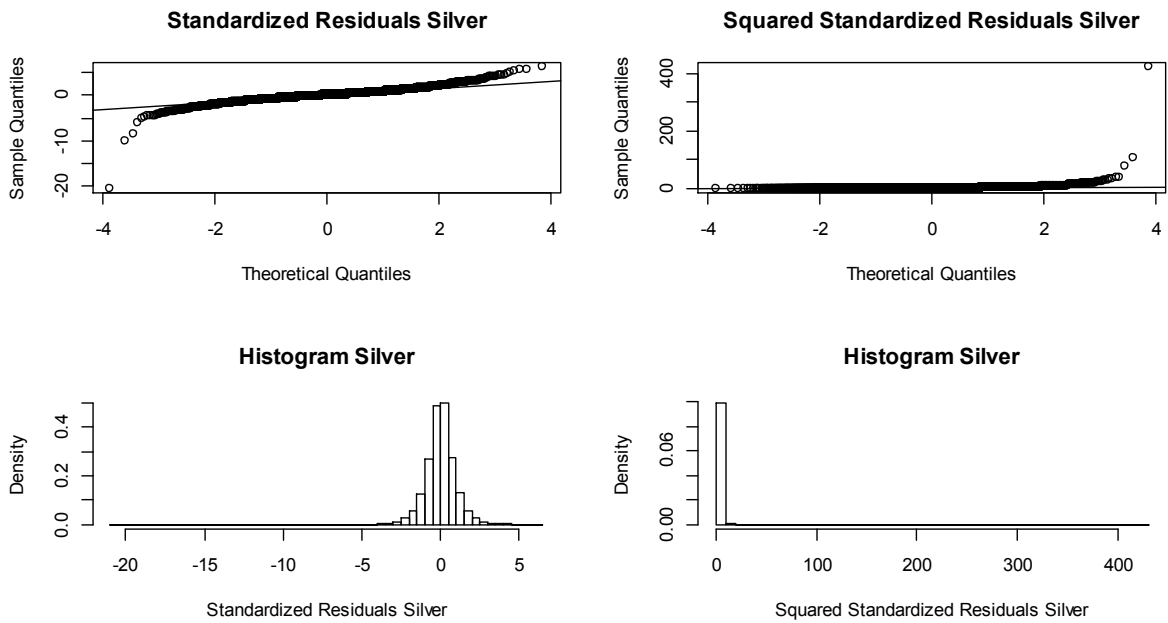 Standardized Residuals Silver
Sample Quantiles
-20
-10
0
-4
-2
0
2
4
Theoretical Quantiles
Squared Standardized Residuals Silver
Sample Quantiles
0
200
400
-4
-2
0
2
4
Theoretical Quantiles
Histogram Silver
Density
0.0
0.2
0.4
-20
-15
-10
-5
0
5
Standardized Residuals Silver
Histogram Silver
Density
0.00
0.06
0
100
200
300
400
Squared Standardized Residuals Silver